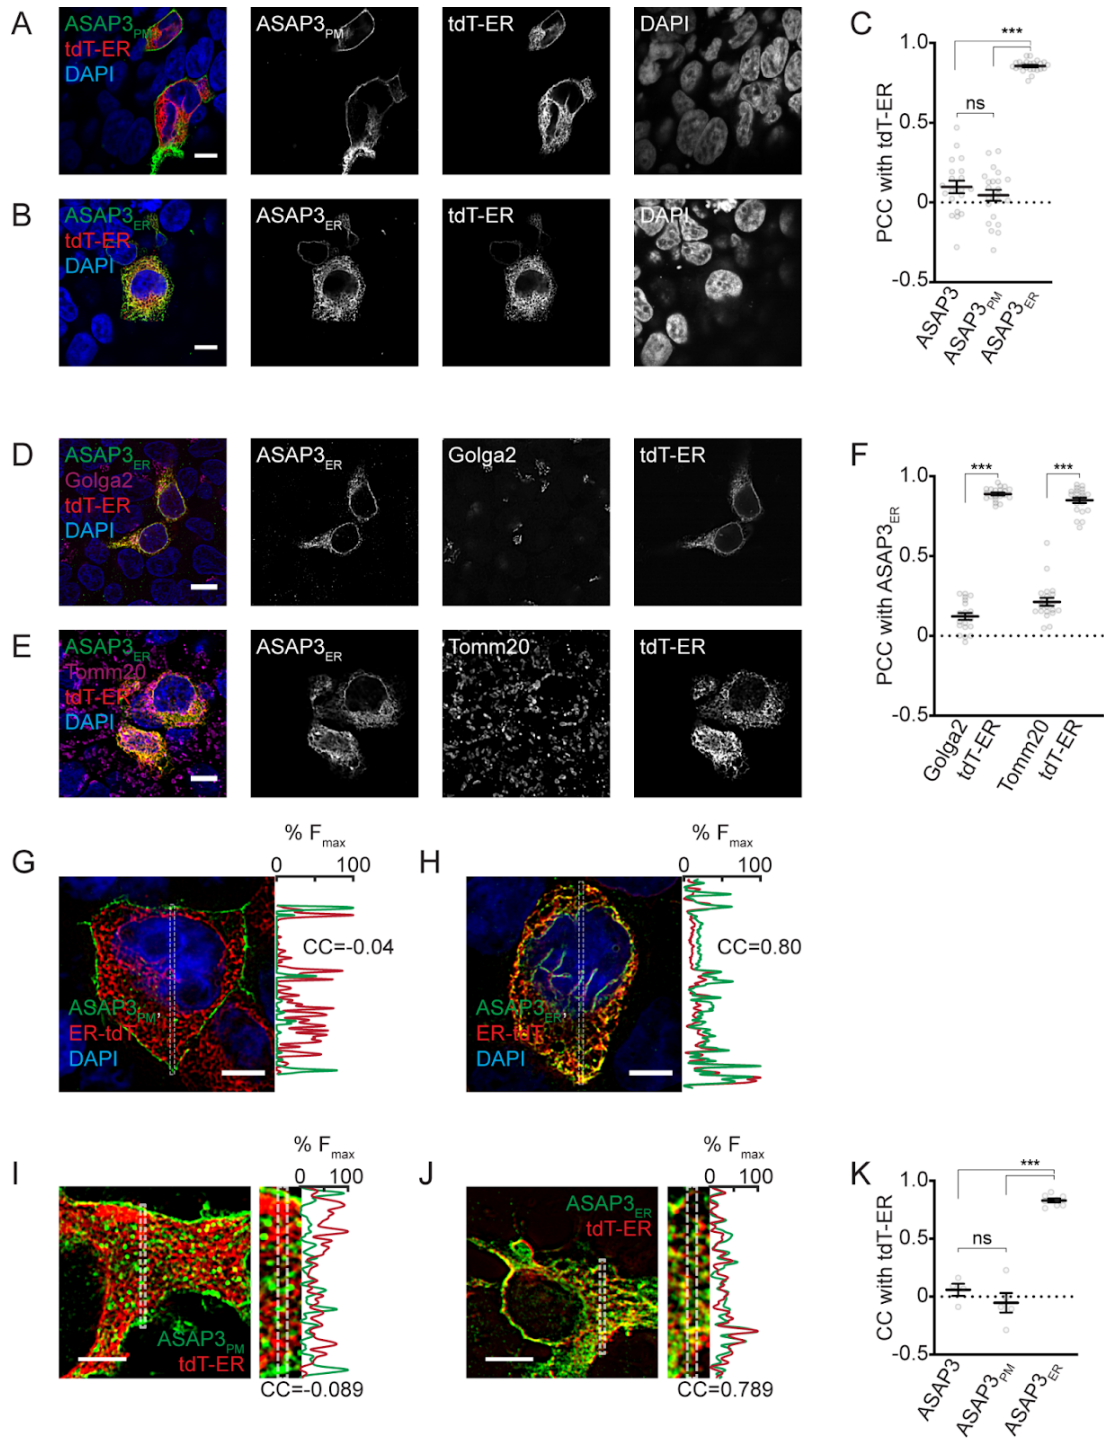 A
ASAP3PM
tdT-ER
DAPI
ASAP3PM
tdT-ER
DAPI
C
PCC with tdT-ER
1.0
0.5
0
-0.5
***
ns
ASAP3
ASAP3PM
ASAP3ER
B
ASAP3ER
tdT-ER
DAPI
ASAP3ER
tdT-ER
DAPI
D
ASAP3ER
Golga2
tdT-ER
DAPI
ASAP3ER
Golga2
tdT-ER
F
PCC with ASAP3ER
1.0
0.5
0
-0.5
***
***
Golga2
tdT-ER
Tomm20
tdT-ER
E
ASAP3ER
Tomm20
tdT-ER
DAPI
ASAP3ER
Tomm20
tdT-ER
G
% Fmax
0 100
CC=-0.04
ASAP3PM,
ER-tdT
DAPI
H
% Fmax
0 100
CC=0.80
ASAP3ER,
ER-tdT
DAPI
I
% Fmax
0 100
ASAP3PM
tdT-ER
CC=-0.089
J
% Fmax
0 100
ASAP3ER
tdT-ER
CC=0.789
K
CC with tdT-ER
1.0
0.5
0
-0.5
***
ns
ASAP3
ASAP3PM
ASAP3ER